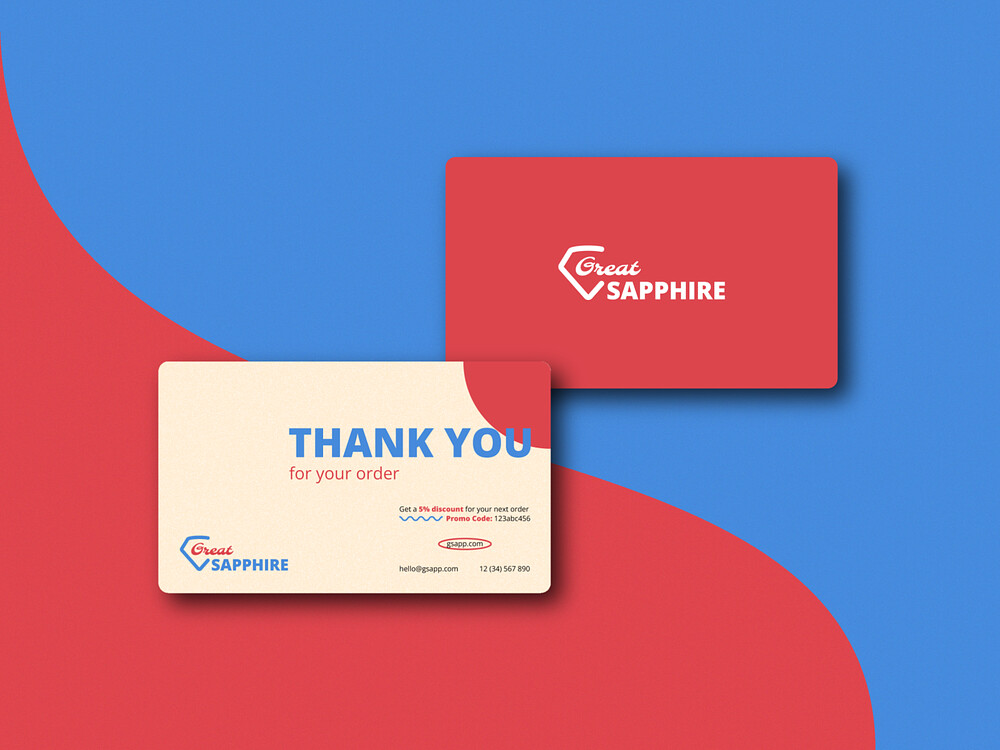 Great
SAPPHIRE
THANK YOU
for your order
Get a 5% discount for your next order
Promo Code: 123abc456
gsapp.com
hello@gsapp.com 12 (34) 567 890
Great
SAPPHIRE